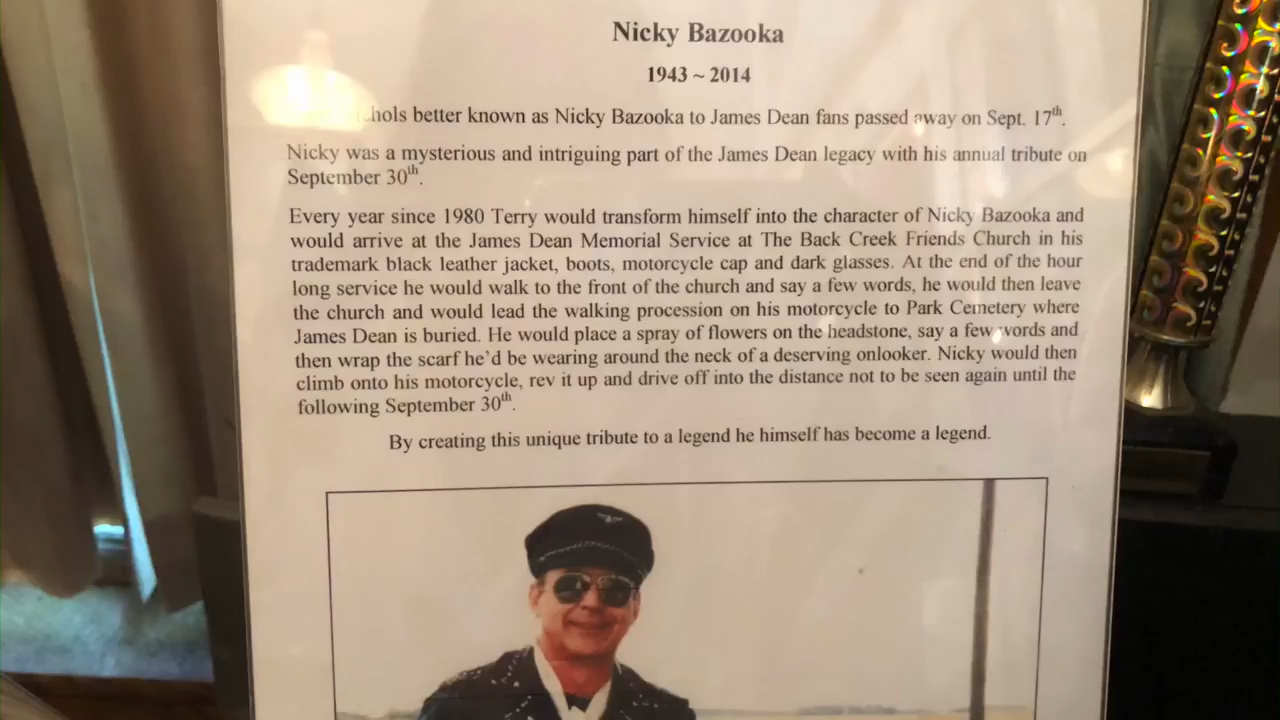 Nicky Bazooka
1943 ~ 2014
better known as Nicky Bazooka to James Dean fans passed away on Sept. 17th.
Nicky was a mysterious and intriguing part of the James Dean legacy with his annual tribute on
September 30th.
Every year since 1980 Terry would transform himself into the character of Nicky Bazooka and
would arrive at the James Dean Memorial Service at The Back Creek Friends Church in his
trademark black leather jacket, boots, motorcycle cap and dark glasses. At the end of the hour
long service he would walk to the front of the church and say a few words, he would then leave
the church and would lead the walking procession on his motorcycle to Park Cemetery where
James Dean is buried. He would place a spray of flowers on the headstone, say a few words and
then wrap the scarf he'd be wearing around the neck of a deserving onlooker. Nicky would then
climb onto his motorcycle, rev it up and drive off into the distance not to be seen again until the
following September 30th.
By creating this unique tribute to a legend he himself has become a legend.